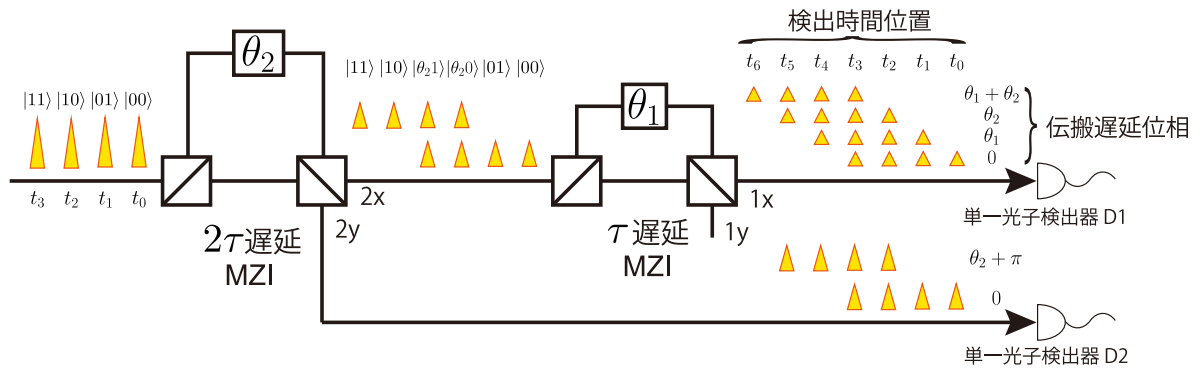 検出時間位置
t₆ t₅ t₄ t₃ t₂ t₁ t₀
θ₂
|11⟩ |10⟩ |θ₂1⟩ |θ₂0⟩ |01⟩ |00⟩
|11⟩ |10⟩ |01⟩ |00⟩
θ₁
θ₁ + θ₂
θ₂
θ₁
0
伝搬遅延位相
t₃ t₂ t₁ t₀
2x
2y
1x
1y
単一光子検出器 D1
2τ遅延
MZI
τ遅延
MZI
θ₂ + π
0
単一光子検出器 D2